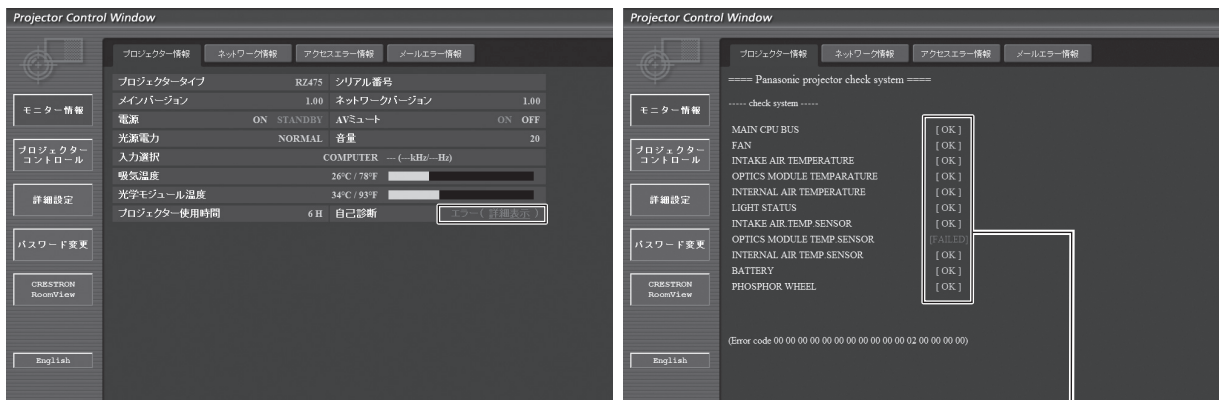 Projector Control Window
プロジェクター情報 ネットワーク情報 アクセスエラー情報 メールエラー情報
モニター情報
プロジェクター
コントロール
詳細設定
パスワード変更
CRESTRON
RoomView
English
プロジェクタータイプ RZ475 シリアル番号
メインバージョン 1.00 ネットワークバージョン 1.00
電源 ON STANDBY AVミュート ON OFF
光源電力 NORMAL 音量 20
入力選択 COMPUTER --- (---kHz/---Hz)
吸気温度 26°C / 78°F
光学モジュール温度 34°C / 93°F
プロジェクター使用時間 6 H 自己診断 エラー ( 詳細表示 )
Projector Control Window
プロジェクター情報 ネットワーク情報 アクセスエラー情報 メールエラー情報
モニター情報
プロジェクター
コントロール
詳細設定
パスワード変更
CRESTRON
RoomView
English
==== Panasonic projector check system ====
----- check system -----
MAIN CPU BUS [ OK ]
FAN [ OK ]
INTAKE AIR TEMPERATURE [ OK ]
OPTICS MODULE TEMPARATURE [ OK ]
INTERNAL AIR TEMPERATURE [ OK ]
LIGHT STATUS [ OK ]
INTAKE AIR.TEMP.SENSOR [ OK ]
OPTICS MODULE TEMP.SENSOR [FAILED]
INTERNAL AIR TEMP SENSOR [ OK ]
BATTERY [ OK ]
PHOSPHOR WHEEL [ OK ]
(Error code 00 00 00 00 00 00 00 00 00 00 02 00 00 00 00)